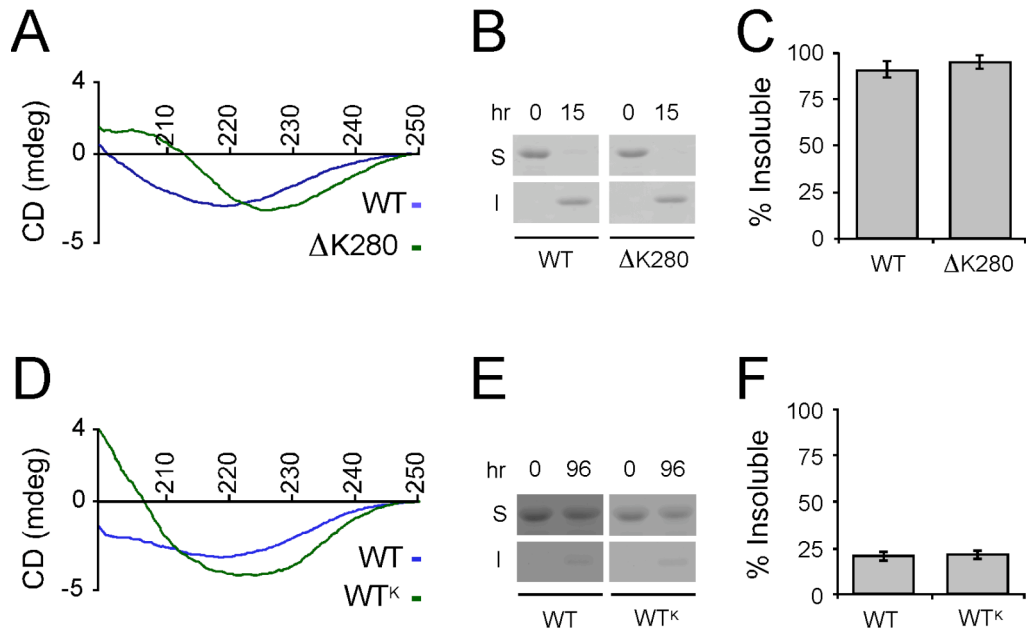 A
CD (mdeg)
4
0
-5
210
220
230
240
250
WT
ΔK280
B
hr 0 15 0 15
S
I
WT ΔK280
C
% Insoluble
100
75
50
25
0
WT ΔK280
D
CD (mdeg)
4
0
-5
210
220
230
240
250
WT
WTᴷ
E
hr 0 96 0 96
S
I
WT WTᴷ
F
% Insoluble
100
75
50
25
0
WT WTᴷ